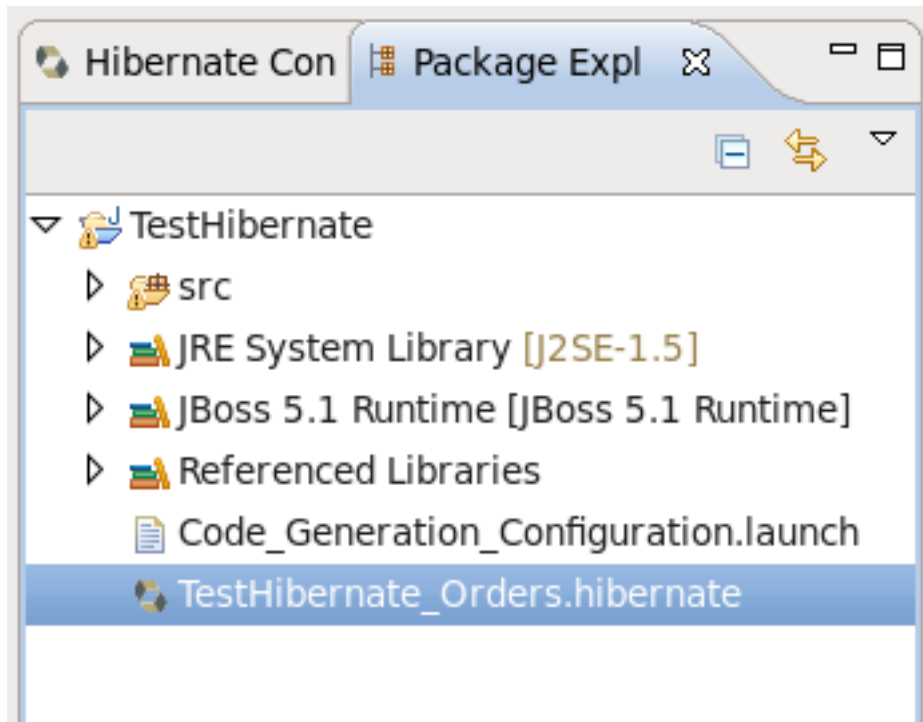 Hibernate Con Package Expl
TestHibernate
src
JRE System Library [J2SE-1.5]
JBoss 5.1 Runtime [JBoss 5.1 Runtime]
Referenced Libraries
Code_Generation_Configuration.launch
TestHibernate_Orders.hibernate